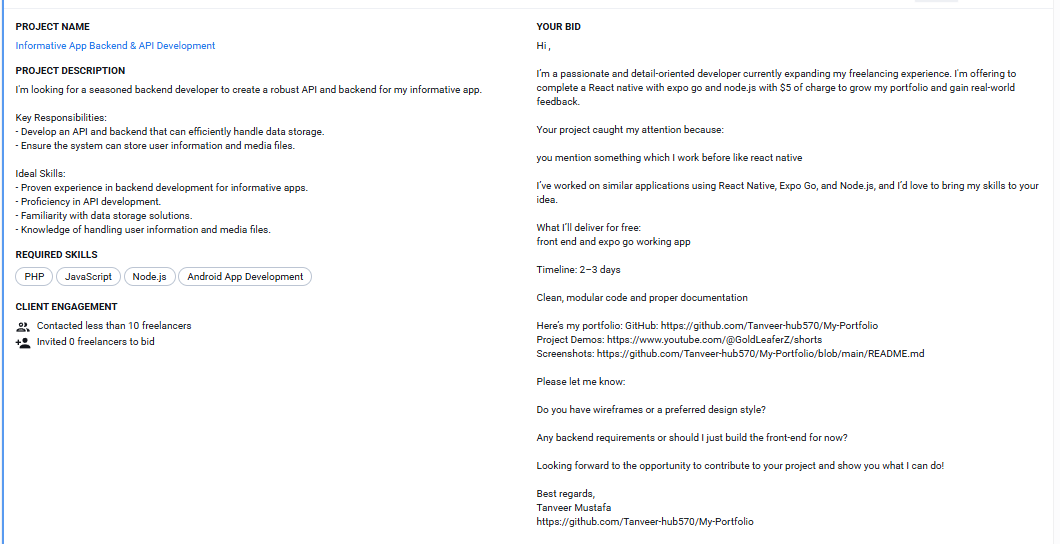 PROJECT NAME
Informative App Backend & API Development
PROJECT DESCRIPTION
I'm looking for a seasoned backend developer to create a robust API and backend for my informative app.
Key Responsibilities:
- Develop an API and backend that can efficiently handle data storage.
- Ensure the system can store user information and media files.
Ideal Skills:
- Proven experience in backend development for informative apps.
- Proficiency in API development.
- Familiarity with data storage solutions.
- Knowledge of handling user information and media files.
REQUIRED SKILLS
PHP JavaScript Node.js Android App Development
CLIENT ENGAGEMENT
Contacted less than 10 freelancers
Invited 0 freelancers to bid
YOUR BID
Hi ,
I'm a passionate and detail-oriented developer currently expanding my freelancing experience. I'm offering to
complete a React native with expo go and node.js with $5 of charge to grow my portfolio and gain real-world
feedback.
Your project caught my attention because:
you mention something which I work before like react native
I've worked on similar applications using React Native, Expo Go, and Node.js, and I'd love to bring my skills to your
idea.
What I'll deliver for free:
front end and expo go working app
Timeline: 2–3 days
Clean, modular code and proper documentation
Here's my portfolio: GitHub: https://github.com/Tanveer-hub570/My-Portfolio
Project Demos: https://www.youtube.com/@GoldLeaferZ/shorts
Screenshots: https://github.com/Tanveer-hub570/My-Portfolio/blob/main/README.md
Please let me know:
Do you have wireframes or a preferred design style?
Any backend requirements or should I just build the front-end for now?
Looking forward to the opportunity to contribute to your project and show you what I can do!
Best regards,
Tanveer Mustafa
https://github.com/Tanveer-hub570/My-Portfolio